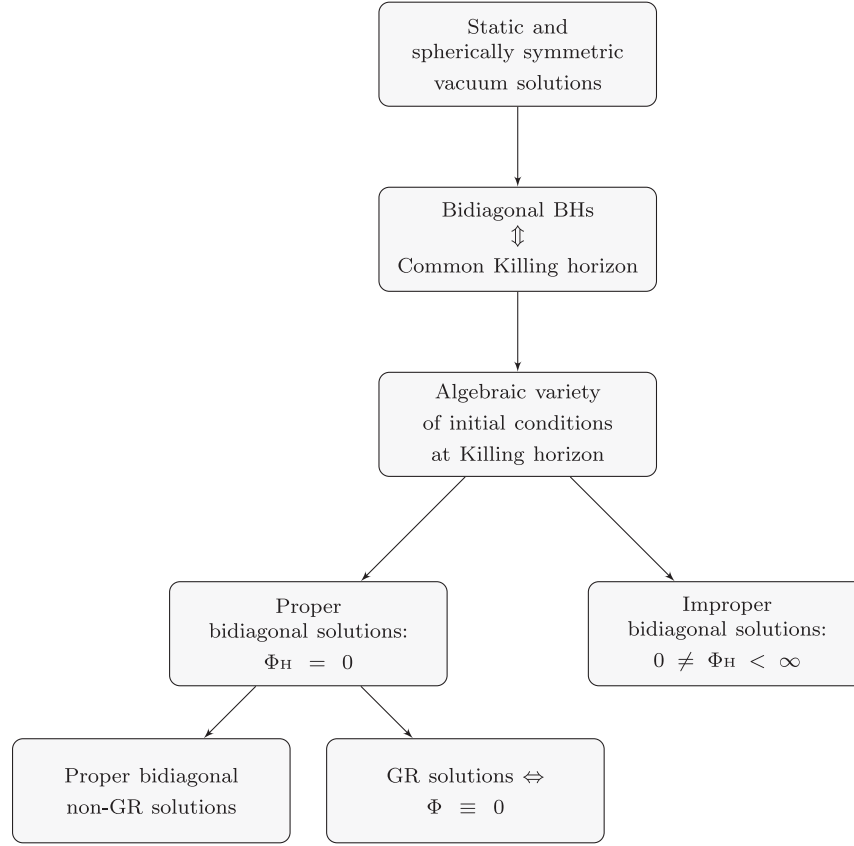 Static and
spherically symmetric
vacuum solutions
Bidiagonal BHs
⇕
Common Killing horizon
Algebraic variety
of initial conditions
at Killing horizon
Proper
bidiagonal solutions:
ΦH = 0
Improper
bidiagonal solutions:
0 ≠ ΦH < ∞
Proper bidiagonal
non-GR solutions
GR solutions ⇔
Φ ≡ 0